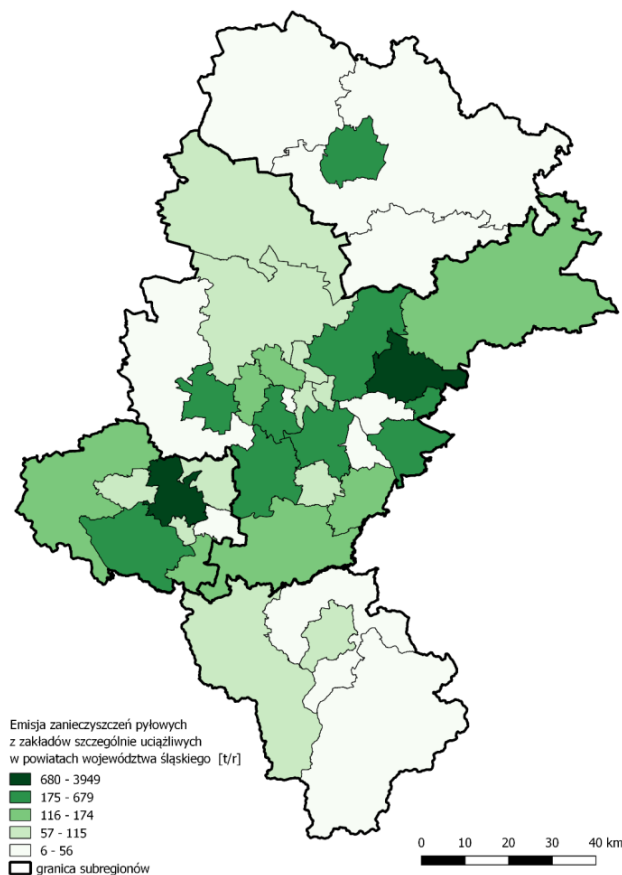 Emisja zanieczyszczeń pyłowych
z zakładów szczególnie uciążliwych
w powiatach województwa śląskiego [t/r]
680 - 3949
175 - 679
116 - 174
57 - 115
6 - 56
granica subregionów
0 10 20 30 40 km